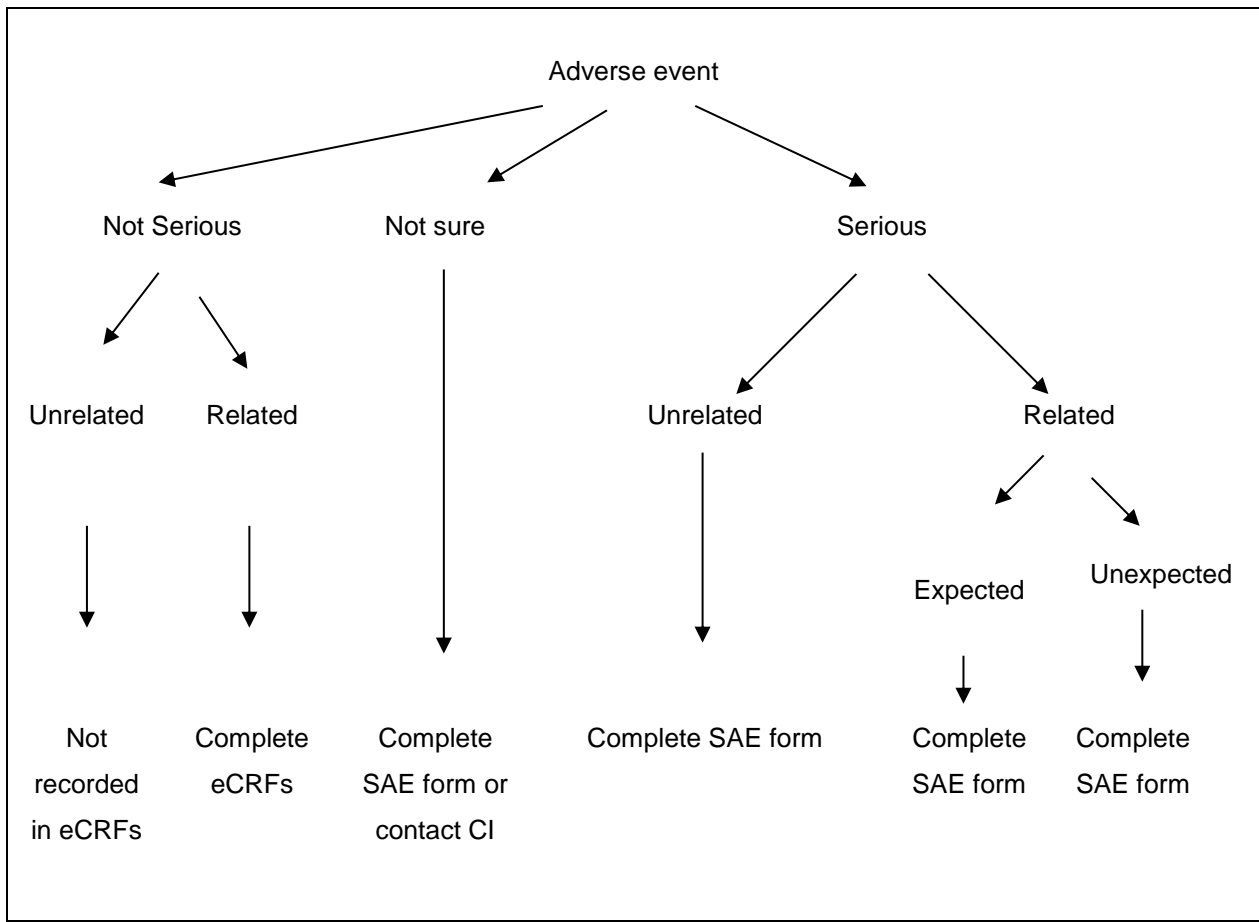 Adverse event
Not Serious
Not sure
Serious
Unrelated
Related
Unrelated
Related
Expected
Unexpected
Not
recorded
in eCRFs
Complete
eCRFs
Complete
SAE form or
contact CI
Complete SAE form
Complete
SAE form
Complete
SAE form